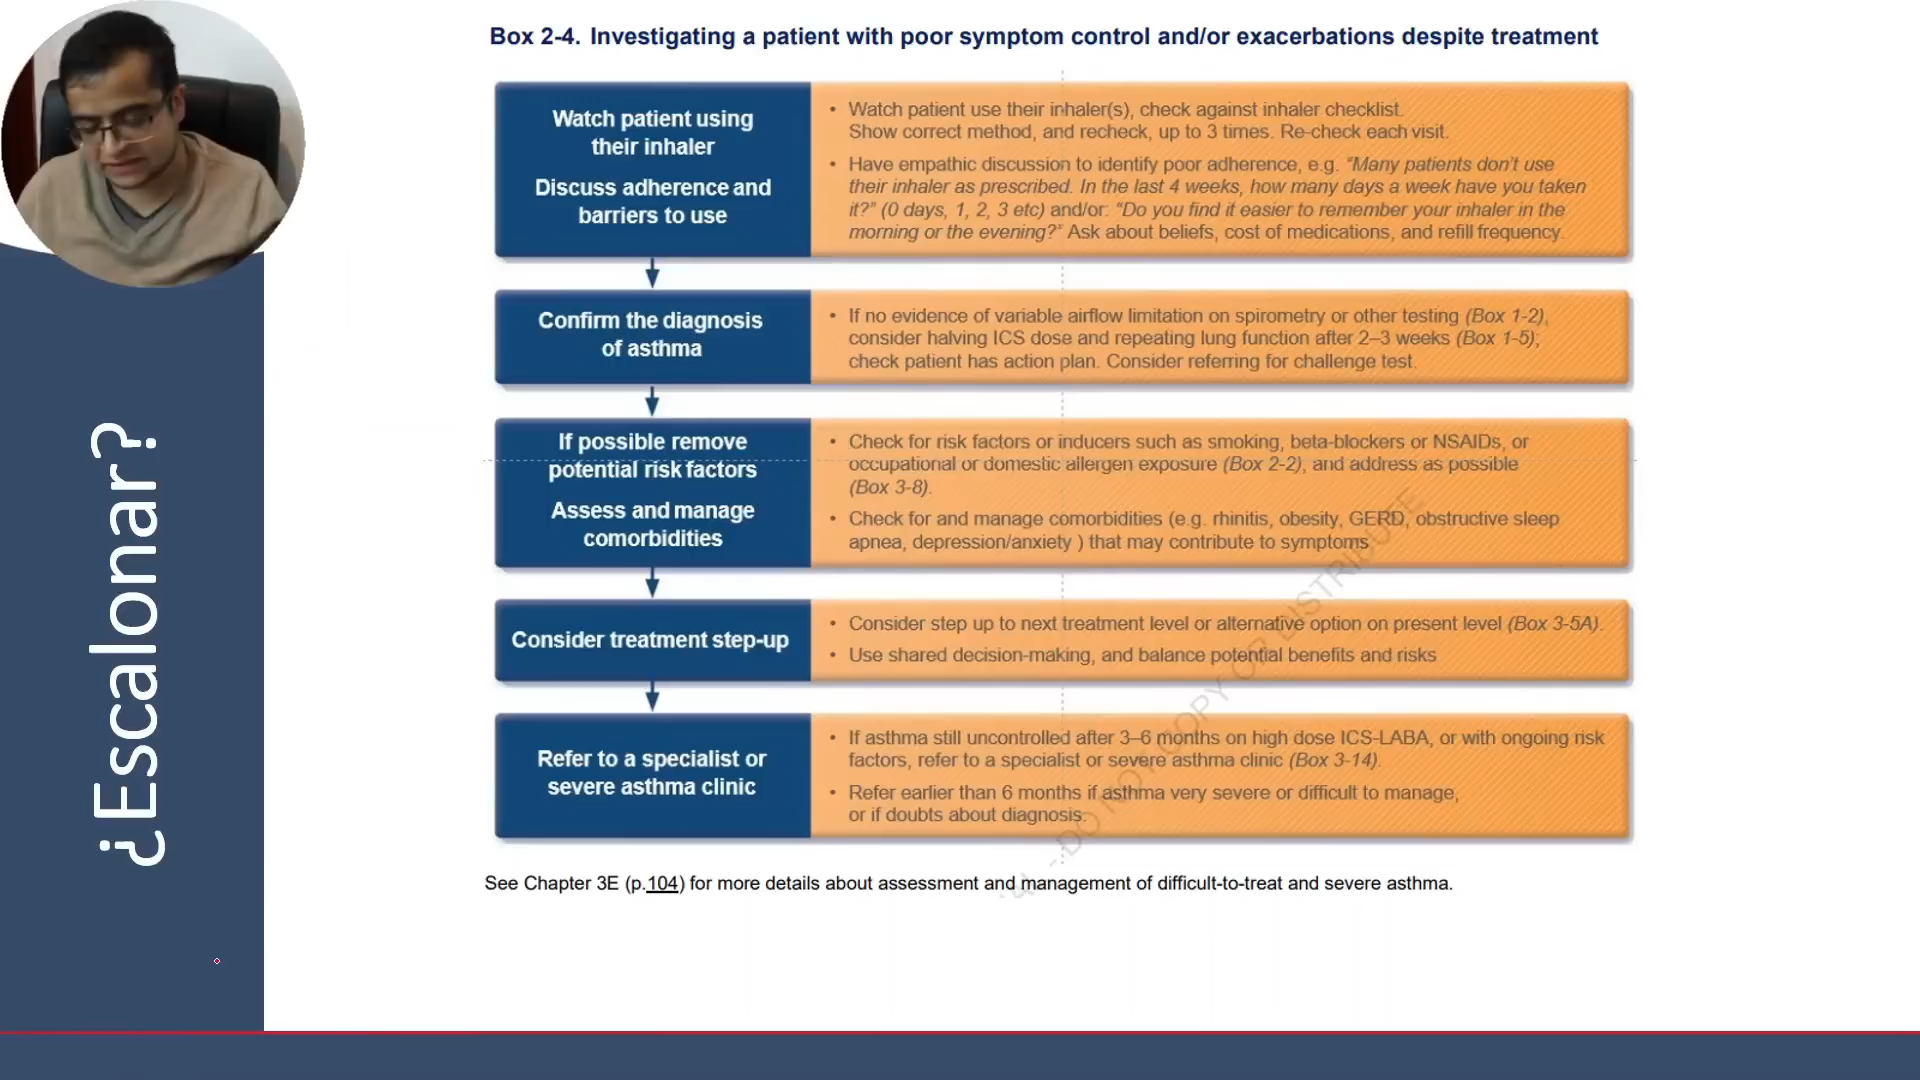 Box 2-4. Investigating a patient with poor symptom control and/or exacerbations despite treatment
Watch patient using
their inhaler
Discuss adherence and
barriers to use
• Watch patient use their inhaler(s), check against inhaler checklist.
Show correct method, and recheck, up to 3 times. Re-check each visit.
• Have empathic discussion to identify poor adherence, e.g. “Many patients don’t use
their inhaler as prescribed. In the last 4 weeks, how many days a week have you taken
it?” (0 days, 1, 2, 3 etc) and/or: “Do you find it easier to remember your inhaler in the
morning or the evening?” Ask about beliefs, cost of medications, and refill frequency.
Confirm the diagnosis
of asthma
• If no evidence of variable airflow limitation on spirometry or other testing (Box 1-2),
consider halving ICS dose and repeating lung function after 2–3 weeks (Box 1-5);
check patient has action plan. Consider referring for challenge test.
If possible remove
potential risk factors
Assess and manage
comorbidities
• Check for risk factors or inducers such as smoking, beta-blockers or NSAIDs, or
occupational or domestic allergen exposure (Box 2-2), and address as possible
(Box 3-8).
• Check for and manage comorbidities (e.g. rhinitis, obesity, GERD, obstructive sleep
apnea, depression/anxiety ) that may contribute to symptoms
Consider treatment step-up
• Consider step up to next treatment level or alternative option on present level (Box 3-5A).
• Use shared decision-making, and balance potential benefits and risks
Refer to a specialist or
severe asthma clinic
• If asthma still uncontrolled after 3–6 months on high dose ICS-LABA, or with ongoing risk
factors, refer to a specialist or severe asthma clinic (Box 3-14).
• Refer earlier than 6 months if asthma very severe or difficult to manage,
or if doubts about diagnosis.
See Chapter 3E (p.104) for more details about assessment and management of difficult-to-treat and severe asthma.
¿Escalonar?
- DO NOT COPY OR DISTRIBUTE